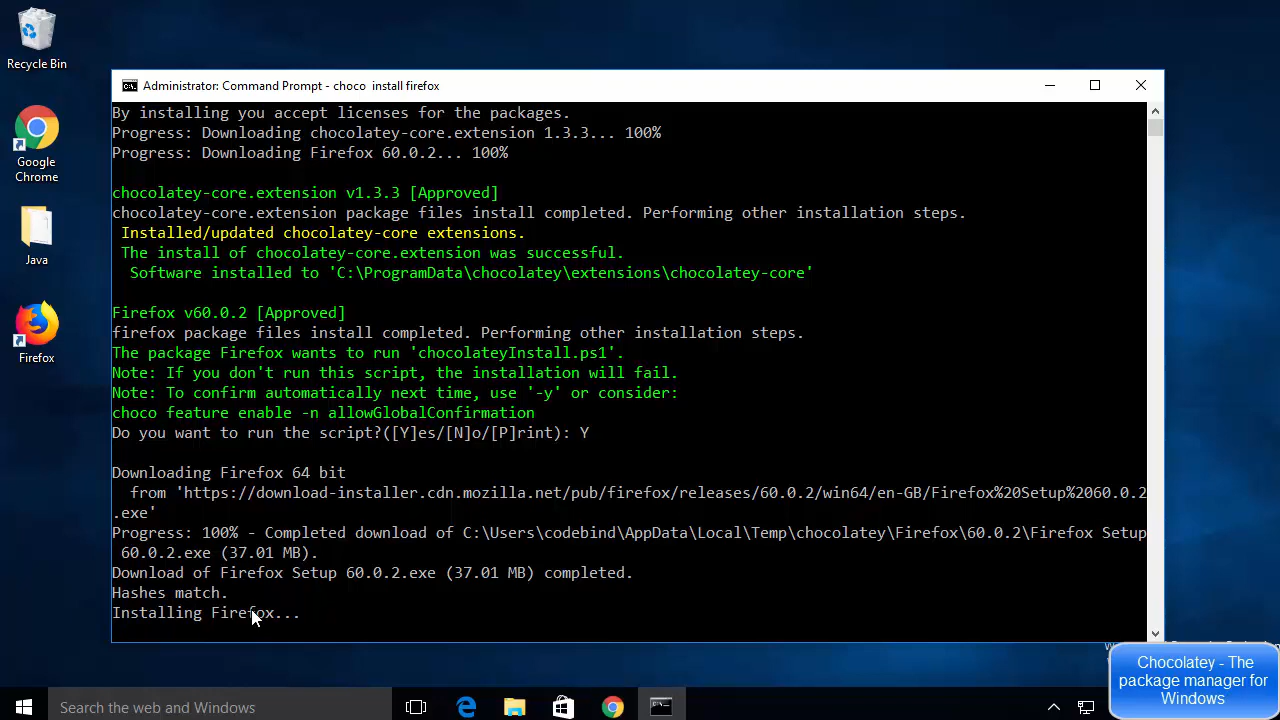 Recycle Bin
Google
Chrome
Java
Firefox
Administrator: Command Prompt - choco  install firefox
By installing you accept licenses for the packages.
Progress: Downloading chocolatey-core.extension 1.3.3... 100%
Progress: Downloading Firefox 60.0.2... 100%
chocolatey-core.extension v1.3.3 [Approved]
chocolatey-core.extension package files install completed. Performing other installation steps.
Installed/updated chocolatey-core extensions.
The install of chocolatey-core.extension was successful.
Software installed to 'C:\ProgramData\chocolatey\extensions\chocolatey-core'
Firefox v60.0.2 [Approved]
firefox package files install completed. Performing other installation steps.
The package Firefox wants to run 'chocolateyInstall.ps1'.
Note: If you don't run this script, the installation will fail.
Note: To confirm automatically next time, use '-y' or consider:
choco feature enable -n allowGlobalConfirmation
Do you want to run the script?([Y]es/[N]o/[P]rint): Y
Downloading Firefox 64 bit
from 'https://download-installer.cdn.mozilla.net/pub/firefox/releases/60.0.2/win64/en-GB/Firefox%20Setup%2060.0.2
.exe'
Progress: 100% - Completed download of C:\Users\codebind\AppData\Local\Temp\chocolatey\Firefox\60.0.2\Firefox Setup
60.0.2.exe (37.01 MB).
Download of Firefox Setup 60.0.2.exe (37.01 MB) completed.
Hashes match.
Installing Firefox...
Chocolatey - The
package manager for
Windows
Search the web and Windows